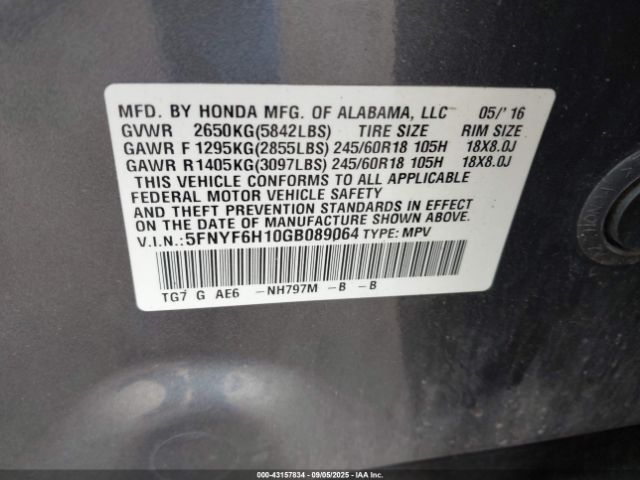 MFD. BY HONDA MFG. OF ALABAMA, LLC 05/'16
GVWR 2650KG(5842LBS) TIRE SIZE RIM SIZE
GAWR F 1295KG(2855LBS) 245/60R18 105H 18X8.0J
GAWR R 1405KG(3097LBS) 245/60R18 105H 18X8.0J
THIS VEHICLE CONFORMS TO ALL APPLICABLE
FEDERAL MOTOR VEHICLE SAFETY
AND THEFT PREVENTION STANDARDS IN EFFECT
ON THE DATE OF MANUFACTURE SHOWN ABOVE.
V.I.N.: 5FNYF6H10GB089064 TYPE: MPV
TG7 G AE6 -NH797M -B -B
000-43157834 - 09/05/2025 - IAAI.COM